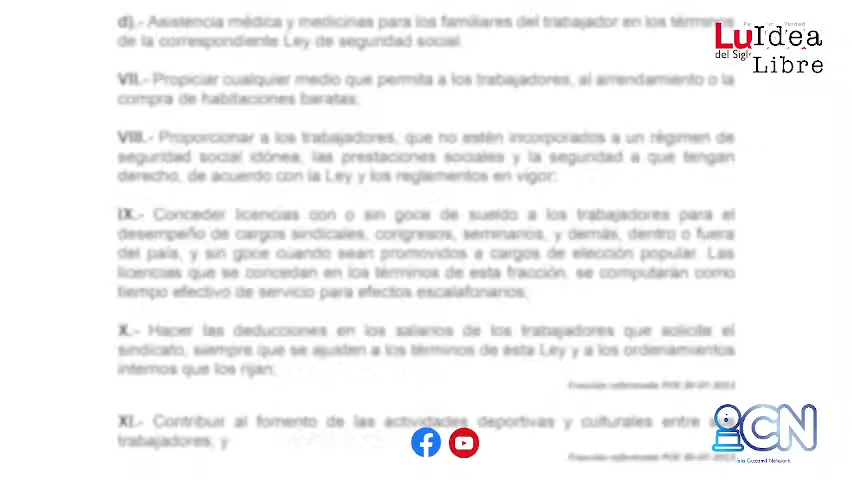 d).- Asistencia médica y medicinas para los familiares del trabajador en los términos
de la correspondiente Ley de seguridad social.
VII.- Propiciar cualquier medio que permita a los trabajadores, al arrendamiento o la
compra de habitaciones baratas;
VIII.- Proporcionar a los trabajadores, que no estén incorporados a un régimen de
seguridad social idónea, las prestaciones sociales y la seguridad a que tengan
derecho, de acuerdo con la Ley y los reglamentos en vigor;
IX.- Conceder licencias con o sin goce de sueldo a los trabajadores para el
desempeño de cargos sindicales, congresos, seminarios, y demás, dentro o fuera
del país, y sin goce cuando sean promovidos a cargos de elección popular. Las
licencias que se concedan en los términos de esta fracción, se computarán como
tiempo efectivo de servicio para efectos escalafonarios;
X.- Hacer las deducciones en los salarios de los trabajadores que solicite el
sindicato, siempre que se ajusten a los términos de esta Ley y a los ordenamientos
internos que los rijan;
XI.- Contribuir al fomento de las actividades deportivas y culturales entre
trabajadores; y
Lu
del Siglo
Idea
Libre
iCN
Isla Cozumel Network